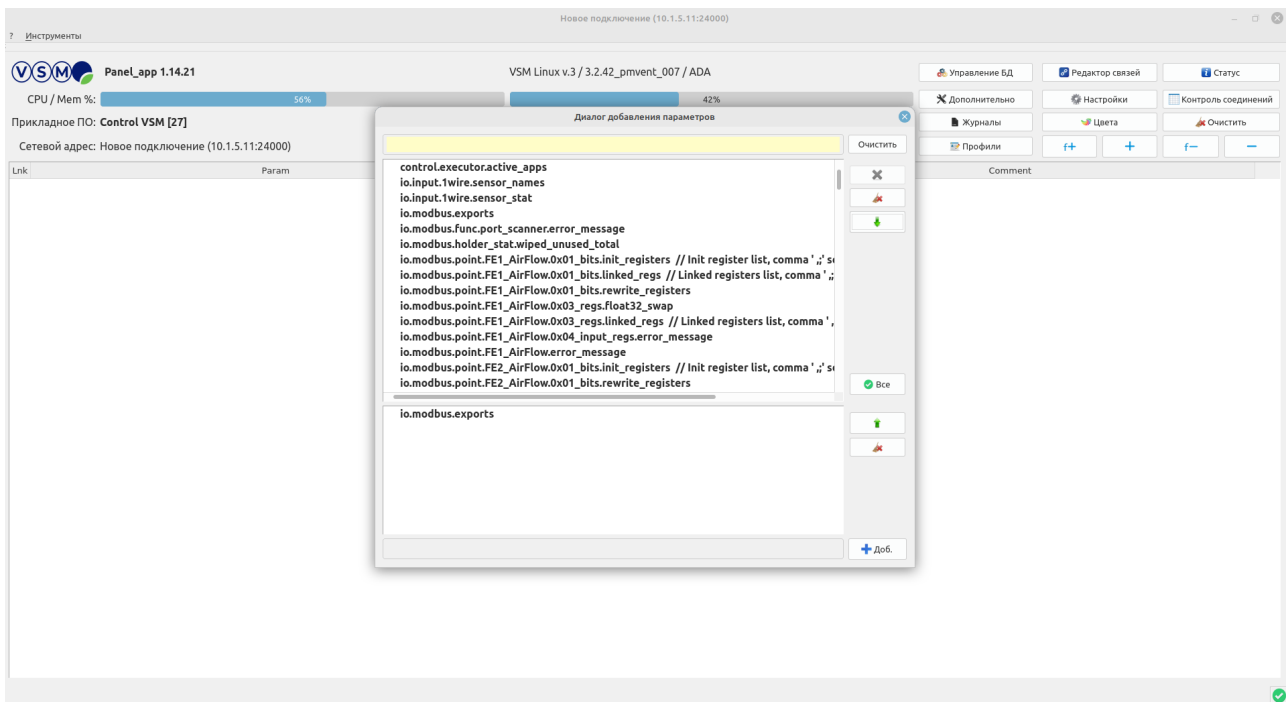 Новое подключение (10.1.5.11:24000)
? Инструменты
VSM Panel_app 1.14.21 VSM Linux v.3 / 3.2.42_pmvent_007 / ADA Управление БД Редактор связей Статус
CPU / Mem %: 56% 42% Дополнительно Настройки Контроль соединений
Прикладное ПО: Control VSM [27] Журналы Цвета Очистить
Сетевой адрес: Новое подключение (10.1.5.11:24000) Профили f+ + f− −
Lnk Param Comment
Диалог добавления параметров
Очистить
control.executor.active_apps
io.input.1wire.sensor_names
io.input.1wire.sensor_stat
io.modbus.exports
io.modbus.func.port_scanner.error_message
io.modbus.holder_stat.wiped_unused_total
io.modbus.point.FE1_AirFlow.0x01_bits.init_registers // Init register list, comma ' ,;'
io.modbus.point.FE1_AirFlow.0x01_bits.linked_regs // Linked registers list, comma ' ,;
io.modbus.point.FE1_AirFlow.0x01_bits.rewrite_registers
io.modbus.point.FE1_AirFlow.0x03_regs.float32_swap
io.modbus.point.FE1_AirFlow.0x03_regs.linked_regs // Linked registers list, comma ' ,
io.modbus.point.FE1_AirFlow.0x04_input_regs.error_message
io.modbus.point.FE1_AirFlow.error_message
io.modbus.point.FE2_AirFlow.0x01_bits.init_registers // Init register list, comma ' ,;'
io.modbus.point.FE2_AirFlow.0x01_bits.rewrite_registers
Все
io.modbus.exports
Доб.